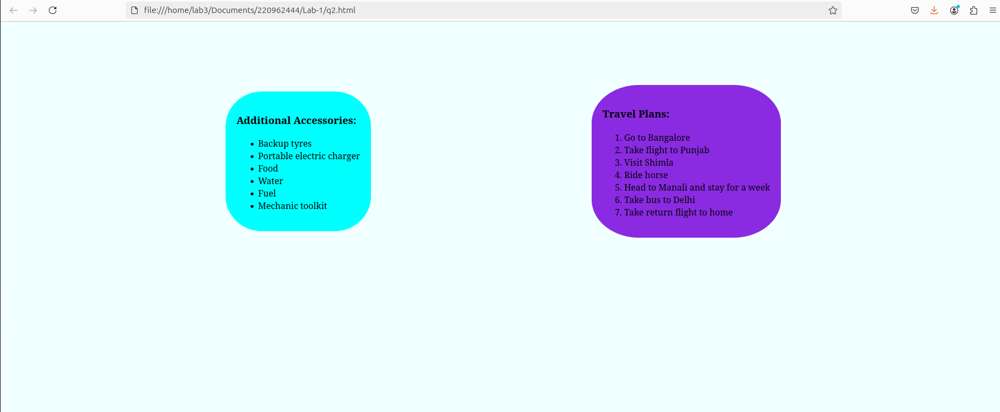 file:///home/lab3/Documents/220962444/Lab-1/q2.html
Additional Accessories:
• Backup tyres
• Portable electric charger
• Food
• Water
• Fuel
• Mechanic toolkit
Travel Plans:
1. Go to Bangalore
2. Take flight to Punjab
3. Visit Shimla
4. Ride horse
5. Head to Manali and stay for a week
6. Take bus to Delhi
7. Take return flight to home